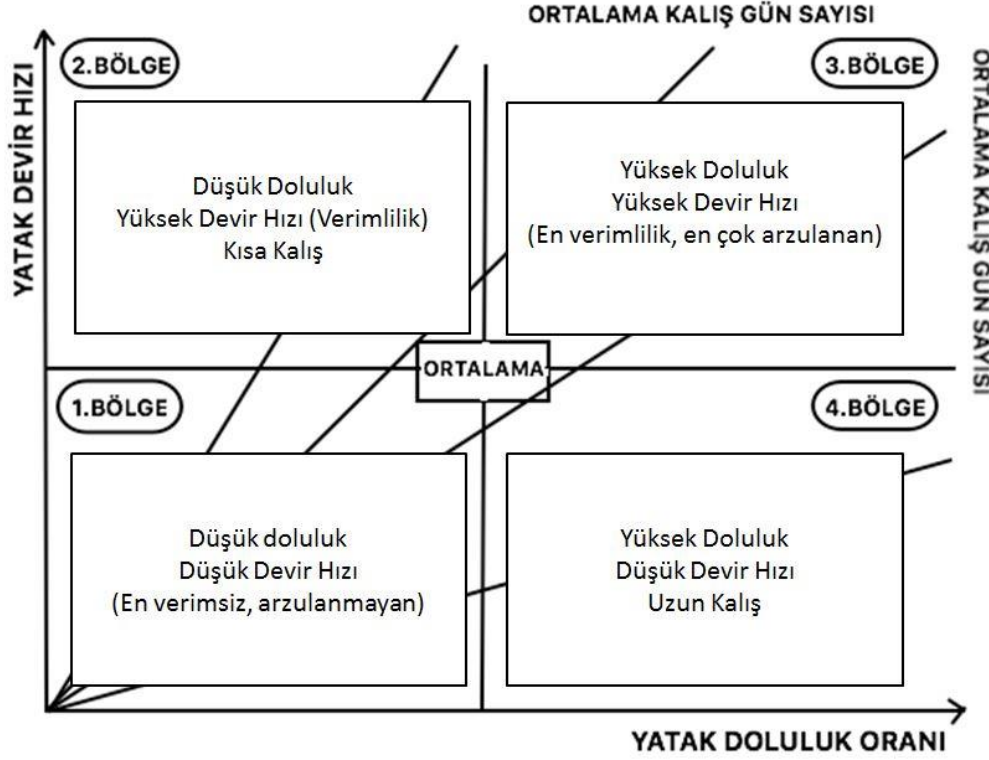 ORTALAMA KALIŞ GÜN SAYISI
2.BÖLGE
3.BÖLGE
YATAK DEVİR HIZI
ORTALAMA KALIŞ GÜN SAYISI
Düşük Doluluk
Yüksek Devir Hızı (Verimlilik)
Kısa Kalış
Yüksek Doluluk
Yüksek Devir Hızı
(En verimlilik, en çok arzulanan)
ORTALAMA
1.BÖLGE
4.BÖLGE
Düşük doluluk
Düşük Devir Hızı
(En verimsiz, arzulanmayan)
Yüksek Doluluk
Düşük Devir Hızı
Uzun Kalış
YATAK DOLULUK ORANI